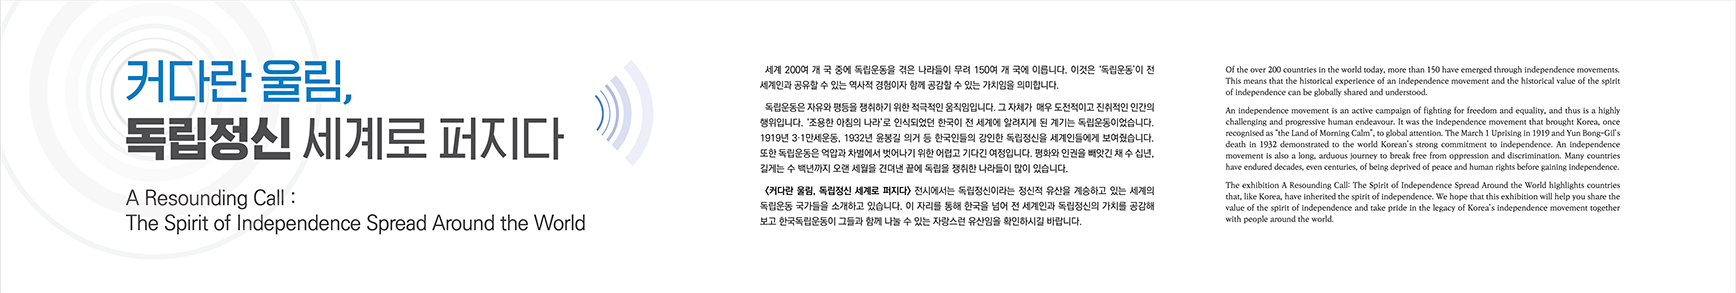 커다란 울림,
독립정신 세계로 퍼지다
A Resounding Call :
The Spirit of Independence Spread Around the World
세계 200여 개 국 중에 독립운동을 겪은 나라들이 무려 150여 개 국에 이릅니다. 이것은 ‘독립운동’이 전
세계인과 공유할 수 있는 역사적 경험이자 함께 공감할 수 있는 가치임을 의미합니다.
독립운동은 자유와 평등을 쟁취하기 위한 적극적인 움직임입니다. 그 자체가 매우 도전적이고 진취적인 인간의
행위입니다. ‘조용한 아침의 나라’로 인식되었던 한국이 전 세계에 알려지게 된 계기는 독립운동이었습니다.
1919년 3·1만세운동, 1932년 윤봉길 의거 등 한국인들의 강인한 독립정신을 세계인들에게 보여줬습니다.
또한 독립운동은 억압과 차별에서 벗어나기 위한 어렵고 기다긴 여정입니다. 평화와 인권을 빼앗긴 채 수 십년,
길게는 수 백년까지 오랜 세월을 견뎌낸 끝에 독립을 쟁취한 나라들이 많이 있습니다.
<커다란 울림, 독립정신 세계로 퍼지다> 전시에서는 독립정신이라는 정신적 유산을 계승하고 있는 세계의
독립운동 국가들을 소개하고 있습니다. 이 자리를 통해 한국을 넘어 전 세계인과 독립정신의 가치를 공감해
보고 한국독립운동이 그들과 함께 나눌 수 있는 자랑스런 유산임을 확인하시길 바랍니다.
Of the over 200 countries in the world today, more than 150 have emerged through independence movements.
This means that the historical experience of an independence movement and the historical value of the spirit
of independence can be globally shared and understood.
An independence movement is an active campaign of fighting for freedom and equality, and thus is a highly
challenging and progressive human endeavour. It was the independence movement that brought Korea, once
recognised as "the Land of Morning Calm", to global attention. The March 1 Uprising in 1919 and Yun Bong-Gil's
death in 1932 demonstrated to the world Korean's strong commitment to independence. An independence
movement is also a long, arduous journey to break free from oppression and discrimination. Many countries
have endured decades, even centuries, of being deprived of peace and human rights before gaining independence.
The exhibition A Resounding Call: The Spirit of Independence Spread Around the World highlights countries
that, like Korea, have inherited the spirit of independence. We hope that this exhibition will help you share the
value of the spirit of independence and take pride in the legacy of Korea's independence movement together
with people around the world.